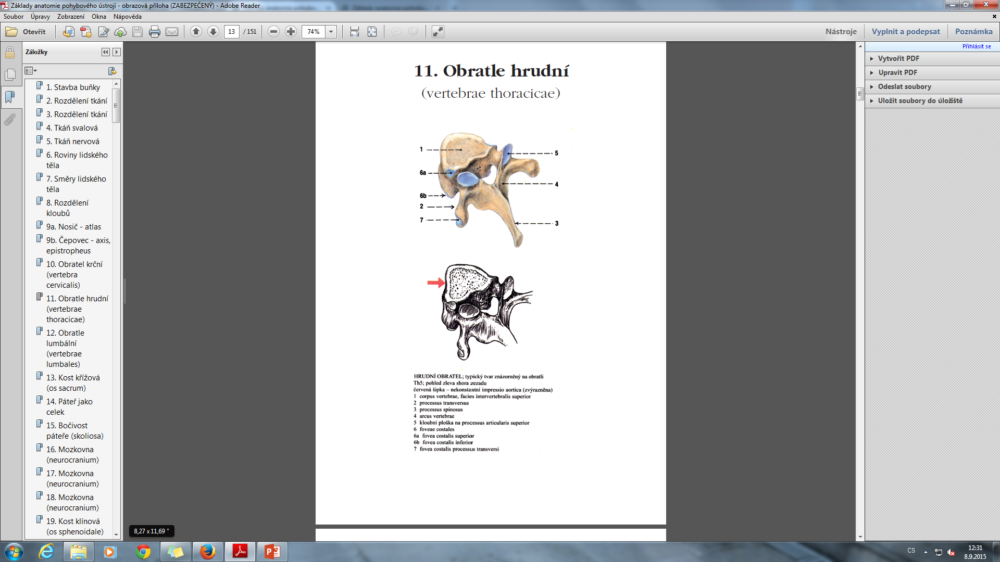 Základy anatomie pohybového ústrojí - obrazová příloha (ZABEZPEČENÝ) - Adobe Reader
Soubor Úpravy Zobrazení Okna Nápověda
Otevřít 13 / 151 74% Nástroje Vyplnit a podepsat Poznámka
Přihlásit se
Záložky
1. Stavba buňky
2. Rozdělení tkání
3. Rozdělení tkání
4. Tkáň svalová
5. Tkáň nervová
6. Roviny lidského
těla
7. Směry lidského
těla
8. Rozdělení
kloubů
9a. Nosič - atlas
9b. Čepovec - axis,
epistropheus
10. Obratel krční
(vertebra
cervicalis)
11. Obratle hrudní
(vertebrae
thoracicae)
12. Obratle
lumbální
(vertebrae
lumbales)
13. Kost křížová
(os sacrum)
14. Páteř jako
celek
15. Bočivost
páteře (skoliosa)
16. Mozkovna
(neurocranium)
17. Mozkovna
(neurocranium)
18. Mozkovna
(neurocranium)
19. Kost klínová
(os sphenoidale)
11. Obratle hrudní
(vertebrae thoracicae)
1
5
6a
4
6b
2
7
3
HRUDNÍ OBRATEL; typický tvar znázorněný na obratli
Th5; pohled zleva shora zezadu
červená šipka – nekonstantní impressio aortica (zvýrazněna)
1 corpus vertebrae, facies intervertebralis superior
2 processus transversus
3 processus spinosus
4 arcus vertebrae
5 kloubní ploška na processus articularis superior
6 foveae costales
6a fovea costalis superior
6b fovea costalis inferior
7 fovea costalis processus transversi
Vytvořit PDF
Upravit PDF
Odeslat soubory
Uložit soubory do úložiště
8,27 x 11,69 "
CS
12:31
8.9.2015